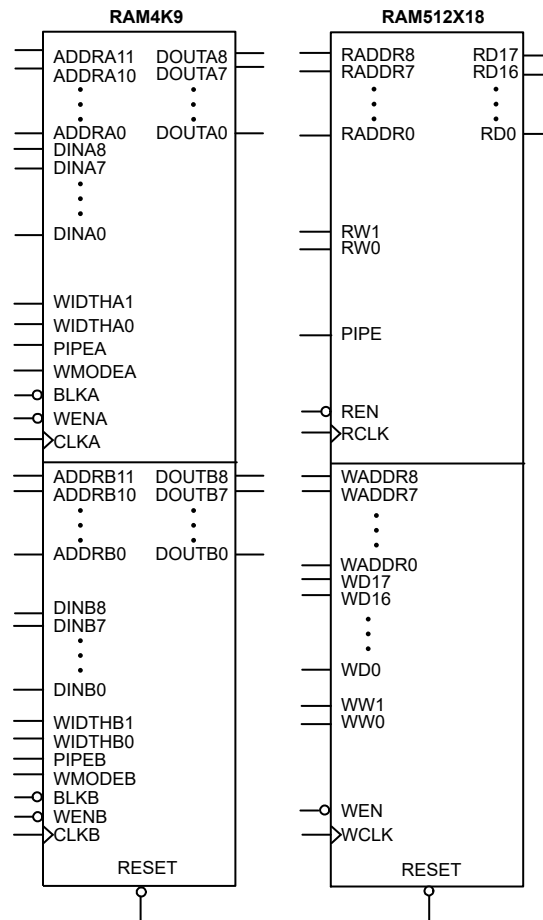 RAM4K9
ADDRA11 DOUTA8
ADDRA10 DOUTA7
ADDRA0 DOUTA0
DINA8
DINA7
DINA0
WIDTHA1
WIDTHA0
PIPEA
WMODEA
BLKA
WENA
CLKA
ADDRB11 DOUTB8
ADDRB10 DOUTB7
ADDRB0 DOUTB0
DINB8
DINB7
DINB0
WIDTHB1
WIDTHB0
PIPEB
WMODEB
BLKB
WENB
CLKB
RESET
RAM512X18
RADDR8 RD17
RADDR7 RD16
RADDR0 RD0
RW1
RW0
PIPE
REN
RCLK
WADDR8
WADDR7
WADDR0
WD17
WD16
WD0
WW1
WW0
WEN
WCLK
RESET